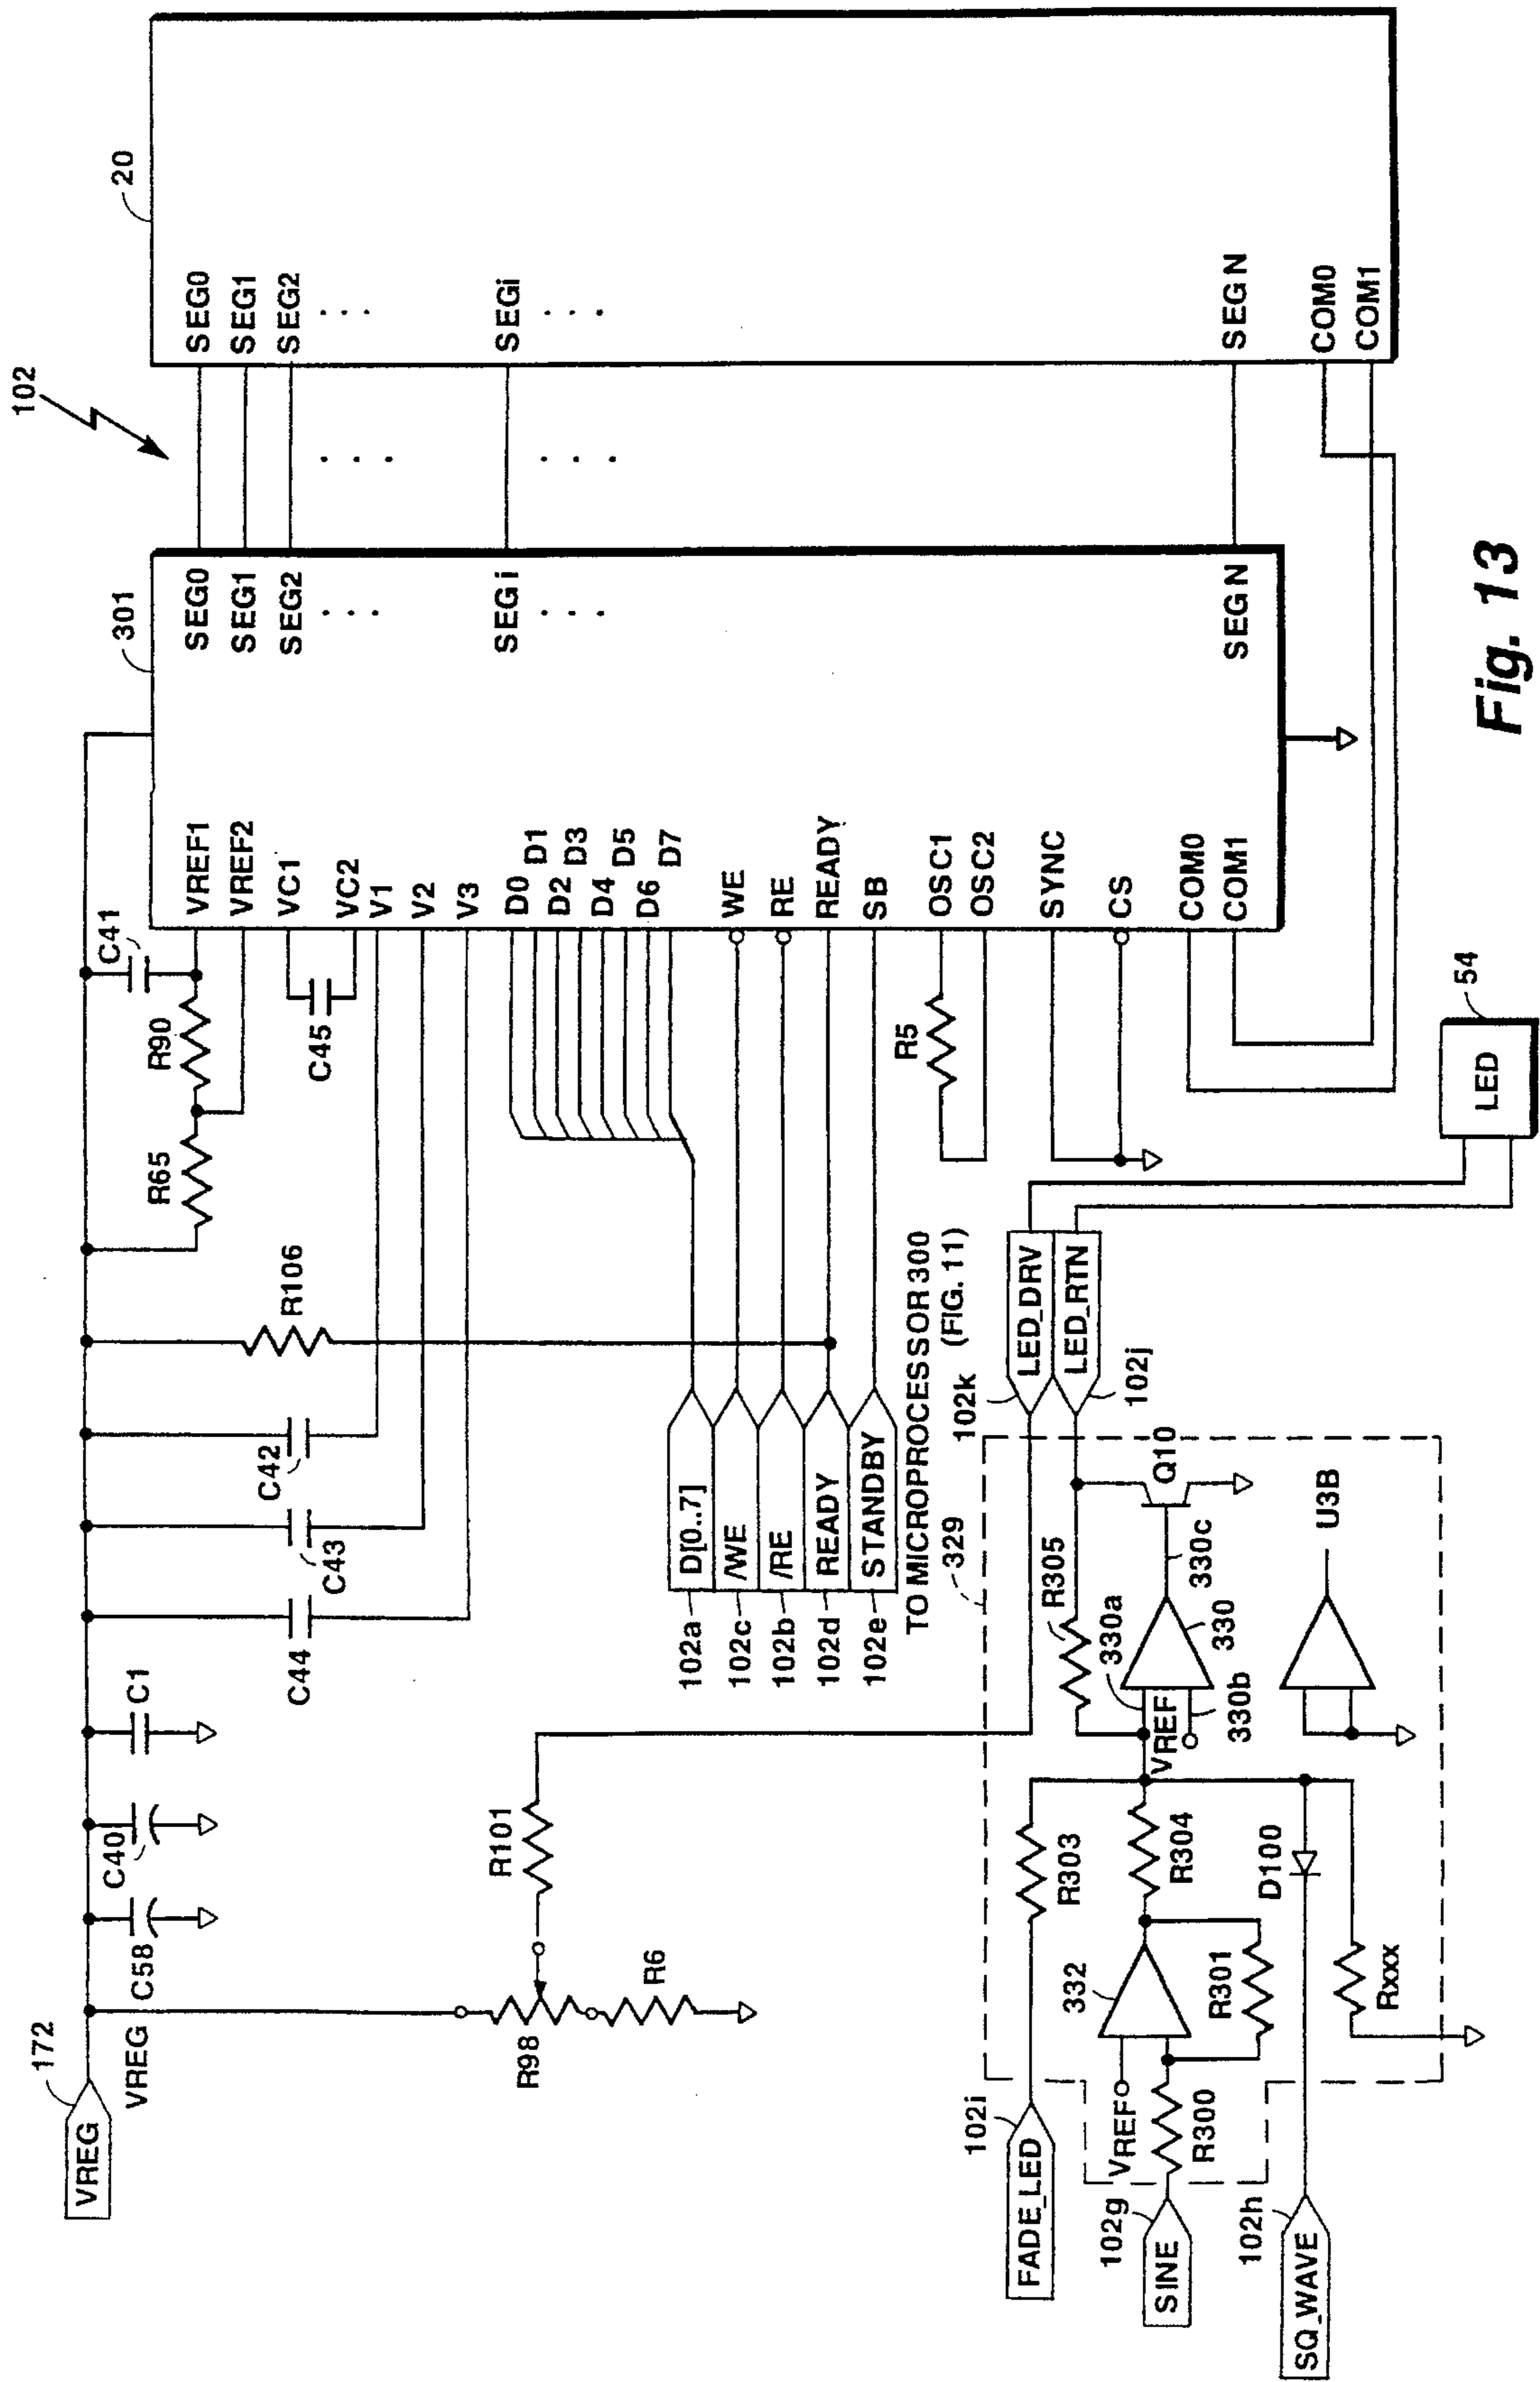 102
20
301
172
VREG
VREG
C58
C40
C1
C44
C43
C42
R106
R65
R90
C41
C45
VREF1
VREF2
VC1
VC2
V1
V2
V3
D0
D1
D2
D3
D4
D5
D6
D7
WE
RE
READY
SB
OSC1
OSC2
SYNC
CS
COM0
COM1
SEG0
SEG1
SEG2
. . .
SEGi
. . .
SEGN
. . .
. . .
SEG0
SEG1
SEG2
. . .
SEGi
. . .
SEGN
COM0
COM1
R98
R6
R101
R5
102a
D[0..7]
102c
/WE
102b
/RE
102d
READY
102e
STANDBY
TO MICROPROCESSOR 300
(FIG. 11)
102k
LED_DRV
LED_RTN
102j
LED
54
329
102i
FADE_LED
R303
R305
Q10
330a
330c
VREF
330
330b
102g
SINE
VREF
R300
332
R301
R304
U3B
D100
102h
SQ_WAVE
Rxxx
Fig. 13